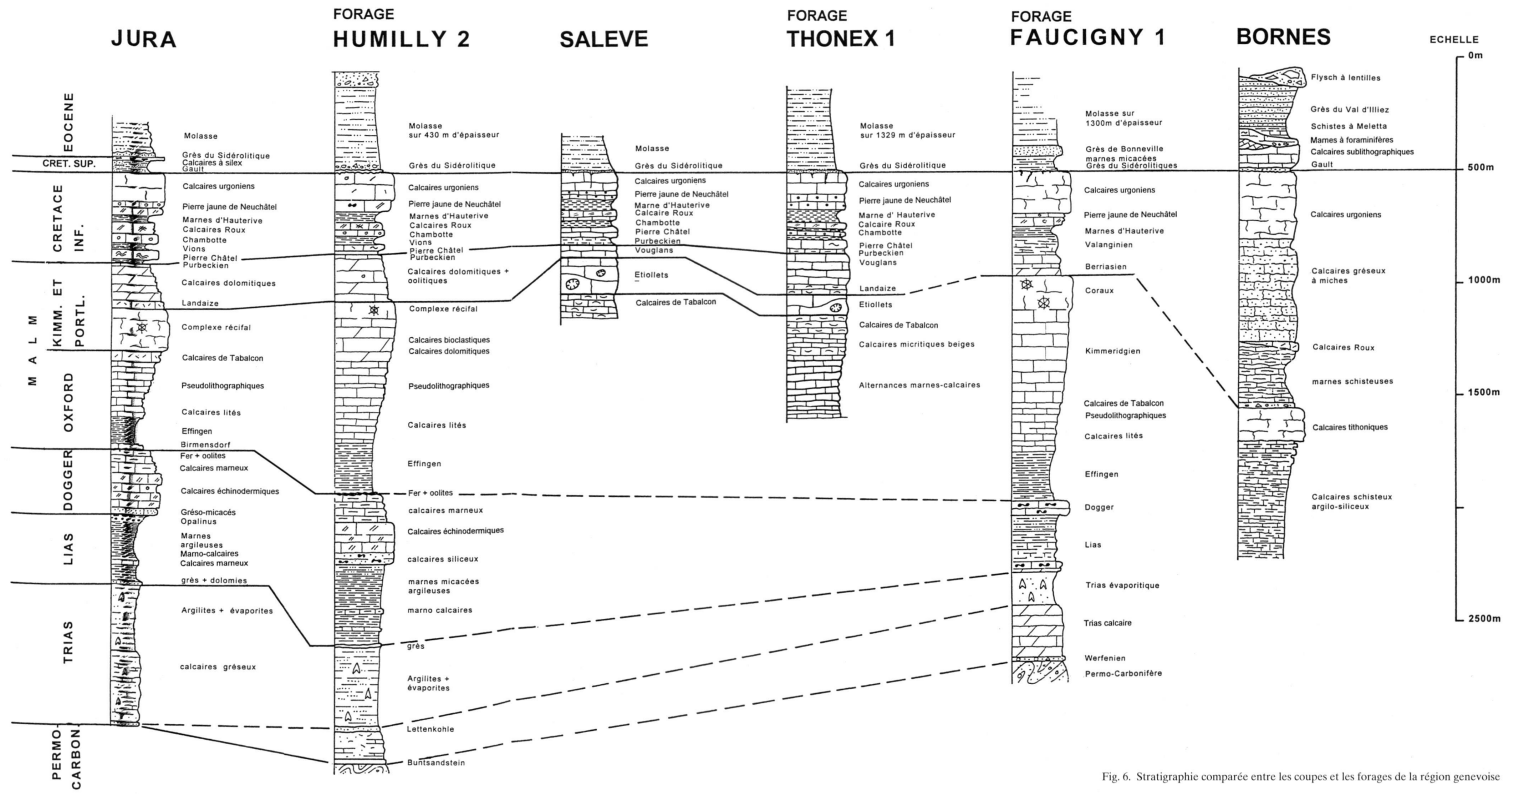 JURA
FORAGE
HUMILLY 2
SALEVE
FORAGE
THONEX 1
FORAGE
FAUCIGNY 1
BORNES
ECHELLE
0m
500m
1000m
1500m
2500m
EOCENE
CRET. SUP.
CRETACE
INF.
MALM
KIMM. ET
PORTL.
OXFORD
DOGGER
LIAS
TRIAS
PERMO-
CARBON.
Molasse
Grès du Sidérolitique
Calcaires à silex
Gault
Calcaires urgoniens
Pierre jaune de Neuchâtel
Marnes d'Hauterive
Calcaires Roux
Chambotte
Vions
Pierre Châtel
Purbeckien
Calcaires dolomitiques
Landaize
Complexe récifal
Calcaires de Tabalcon
Pseudolithographiques
Calcaires lités
Effingen
Birmensdorf
Fer + oolites
Calcaires marneux
Calcaires échinodermiques
Gréso-micacés
Opalinus
Marnes
argileuses
Marno-calcaires
Calcaires marneux
grès + dolomies
Argilites + évaporites
calcaires gréseux
Molasse
sur 430 m d'épaisseur
Grès du Sidérolitique
Calcaires urgoniens
Pierre jaune de Neuchâtel
Marnes d'Hauterive
Calcaires Roux
Chambotte
Vions
Pierre Châtel
Purbeckien
Calcaires dolomitiques +
oolitiques
Complexe récifal
Calcaires bioclastiques
Calcaires dolomitiques
Pseudolithographiques
Calcaires lités
Effingen
Fer + oolites
calcaires marneux
Calcaires échinodermiques
calcaires siliceux
marnes micacées
argileuses
marno calcaires
grès
Argilites +
évaporites
Lettenkohle
Buntsandstein
Molasse
Grès du Sidérolitique
Calcaires urgoniens
Pierre jaune de Neuchâtel
Marne d'Hauterive
Calcaire Roux
Chambotte
Pierre Châtel
Purbeckien
Vouglans
Etiollets
Calcaires de Tabalcon
Molasse
sur 1329 m d'épaisseur
Grès du Sidérolitique
Calcaires urgoniens
Pierre jaune de Neuchâtel
Marne d' Hauterive
Calcaire Roux
Chambotte
Pierre Châtel
Purbeckien
Vouglans
Landaize
Etiollets
Calcaires de Tabalcon
Calcaires micritiques beiges
Alternances marnes-calcaires
Molasse sur
1300m d'épaisseur
Grès de Bonneville
marnes micacées
Grès du Sidérolitiques
Calcaires urgoniens
Pierre jaune de Neuchâtel
Marnes d'Hauterive
Valanginien
Berriasien
Coraux
Kimmeridgien
Calcaires de Tabalcon
Pseudolithographiques
Calcaires lités
Effingen
Dogger
Lias
Trias évaporitique
Trias calcaire
Werfenien
Permo-Carbonifère
Flysch à lentilles
Grès du Val d'Illiez
Schistes à Meletta
Marnes à foraminifères
Calcaires sublithographiques
Gault
Calcaires urgoniens
Calcaires gréseux
à miches
Calcaires Roux
marnes schisteuses
Calcaires tithoniques
Calcaires schisteux
argilo-siliceux
Fig. 6. Stratigraphie comparée entre les coupes et les forages de la région genevoise